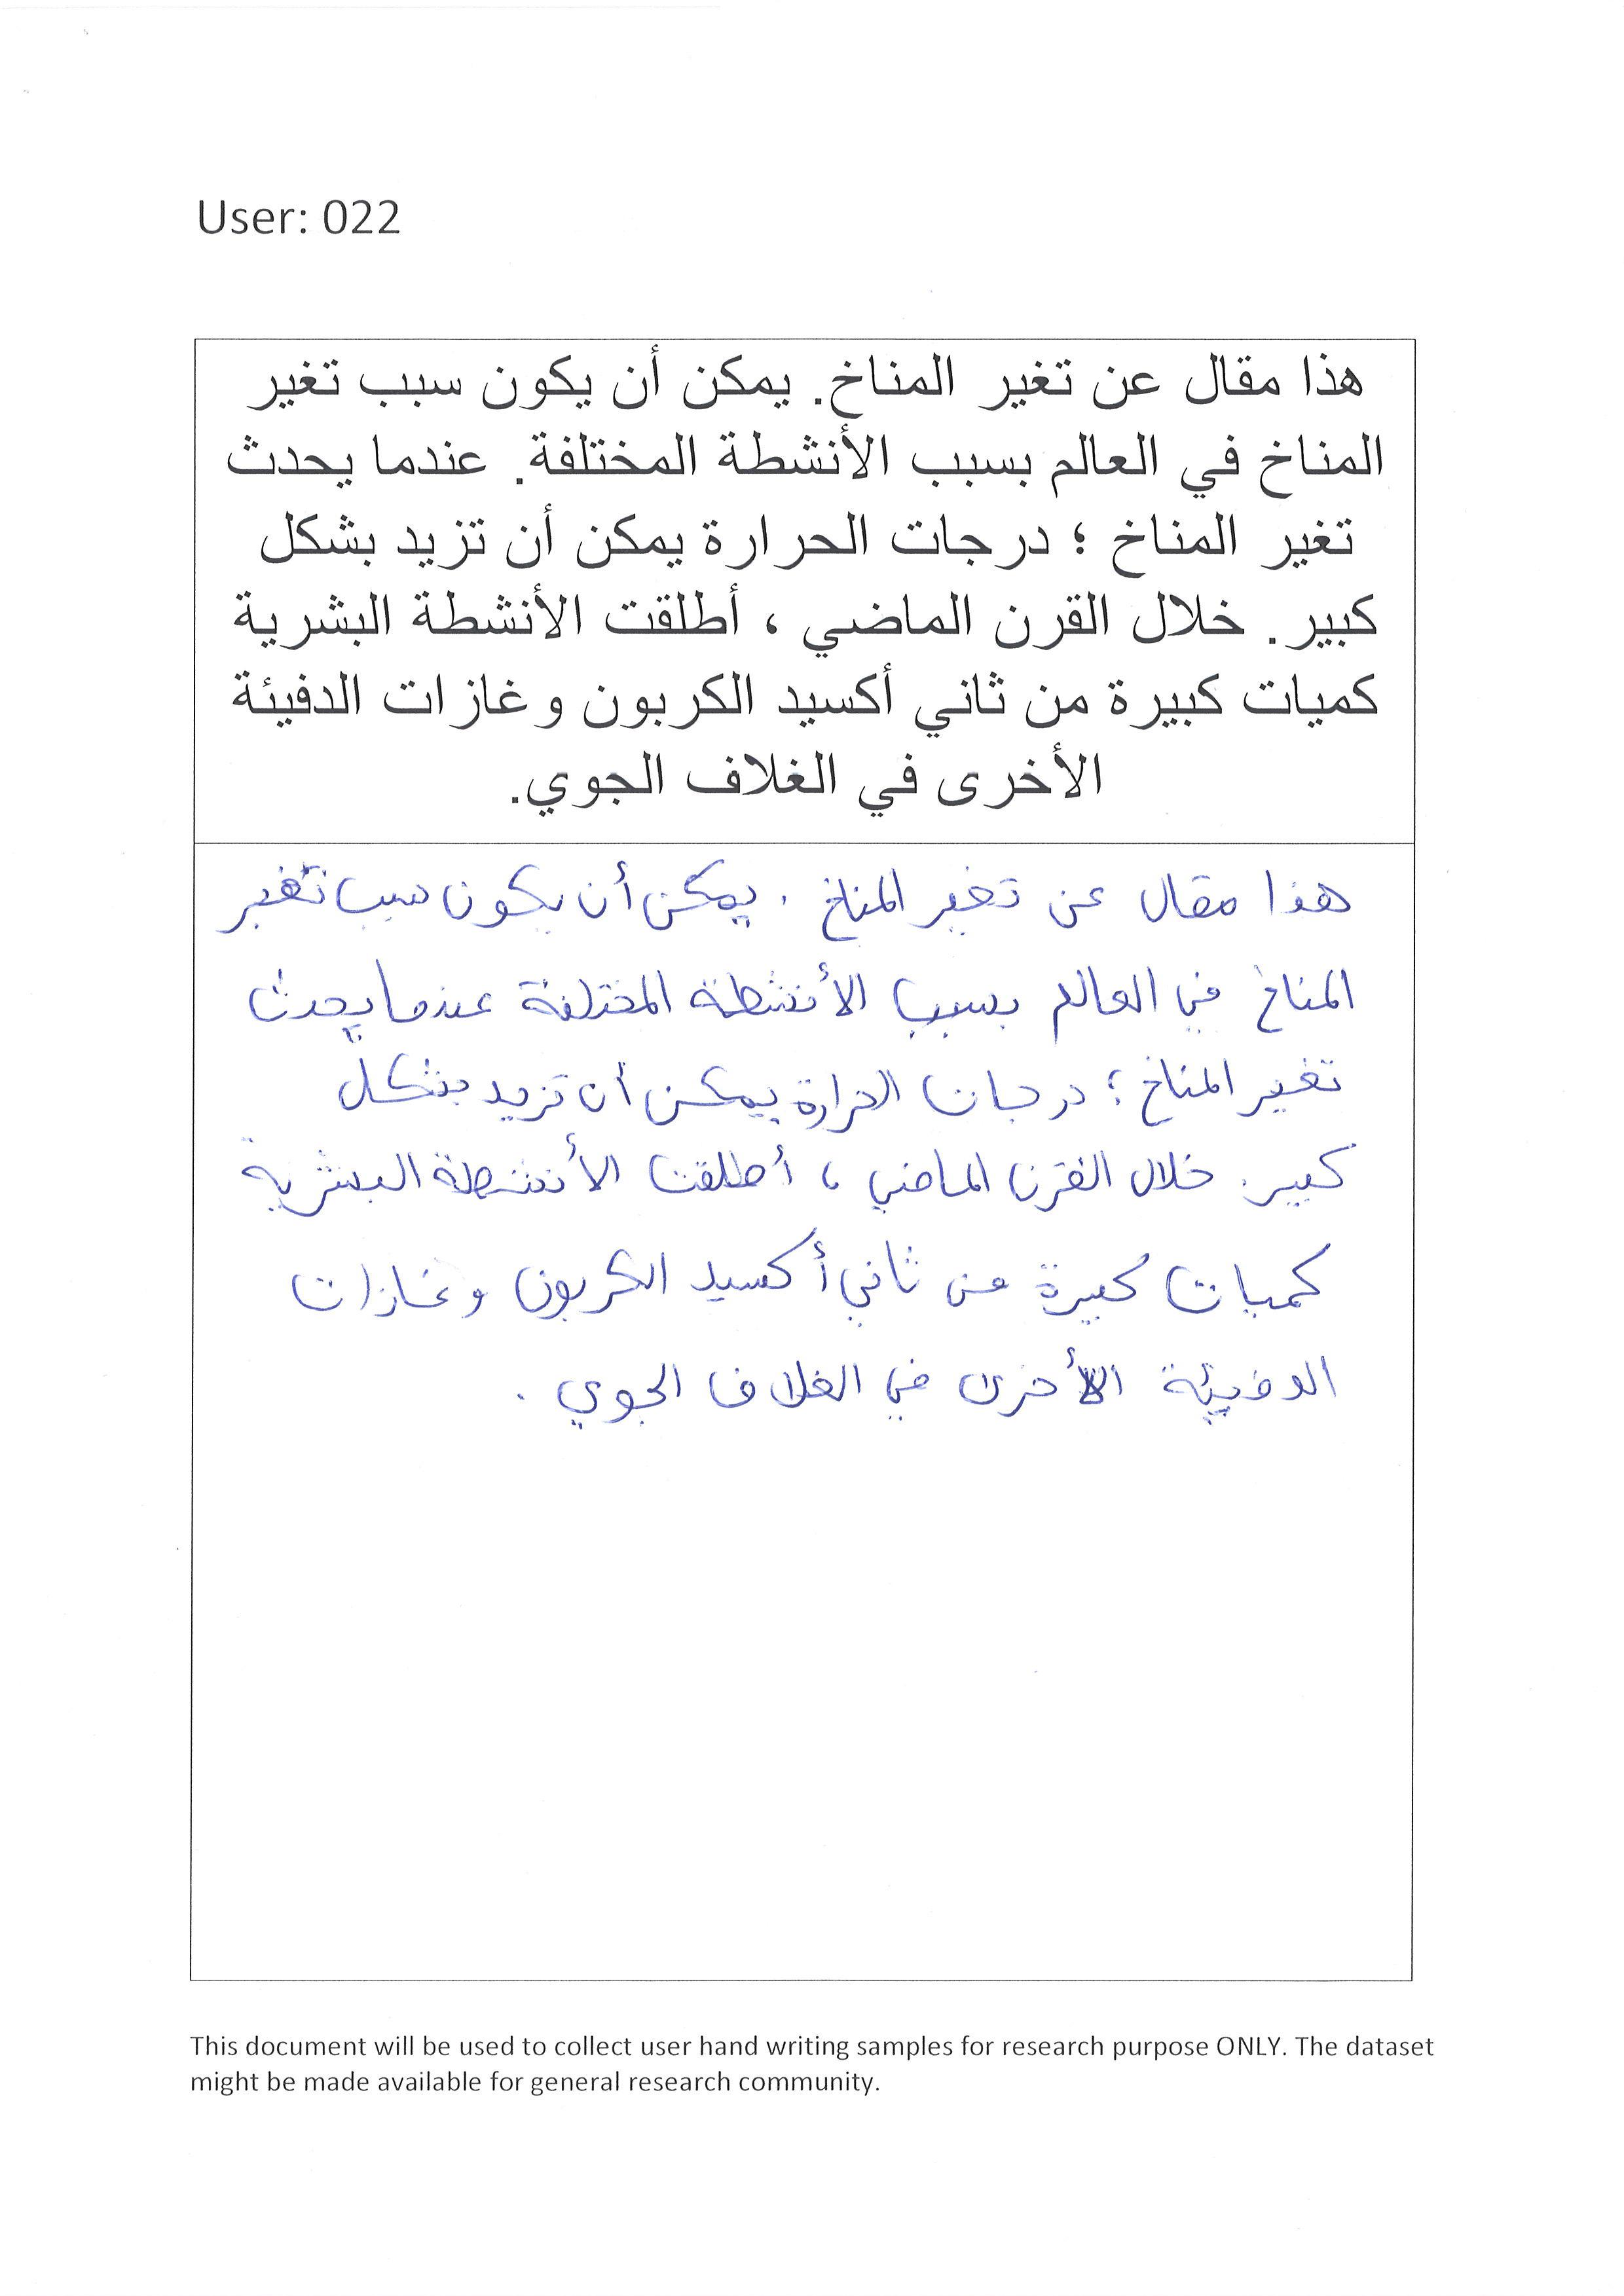 User: 022
هذا مقال عن تغير المناخ. يمكن أن يكون سبب تغير
المناخ في العالم بسبب الأنشطة المختلفة. عندما يحدث
تغير المناخ ؛ درجات الحرارة يمكن أن تزيد بشكل
كبير. خلال القرن الماضي ، أطلقت الأنشطة البشرية
كميات كبيرة من ثاني أكسيد الكربون وغازات الدفيئة
الأخرى في الغلاف الجوي.
هذا مقال عن تغير المناخ . يمكن أن يكون سبب تغير
المناخ في العالم بسبب الأنشطة المختلفة عندما يحدث
تغير المناخ ؛ درجات الحرارة يمكن أن تزيد بشكل
كبير. خلال القرن الماضي ، أطلقت الأنشطة البشرية
كميات كبيرة من ثاني أكسيد الكربون وغازات
الدفيئة الأخرى في الغلاف الجوي .
This document will be used to collect user hand writing samples for research purpose ONLY. The dataset
might be made available for general research community.